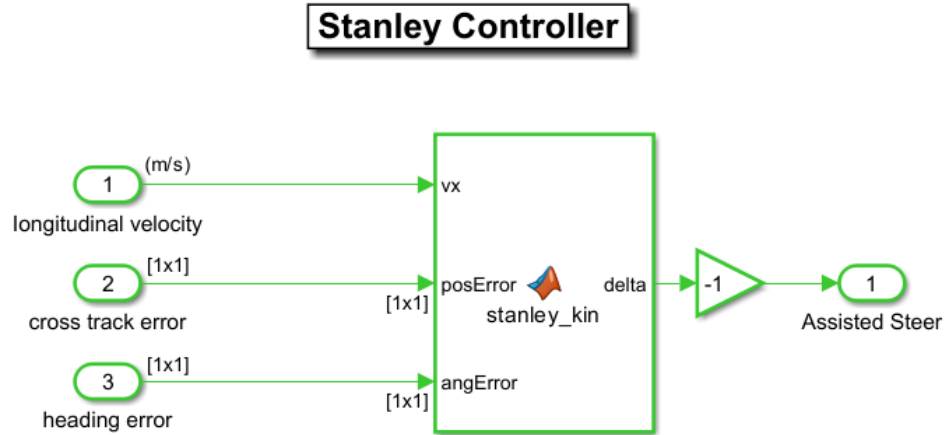 Stanley Controller
(m/s)
1
vx
longitudinal velocity
[1x1]
2
posError
delta
-1
1
[1x1]
cross track error
stanley_kin
Assisted Steer
[1x1]
3
angError
[1x1]
heading error